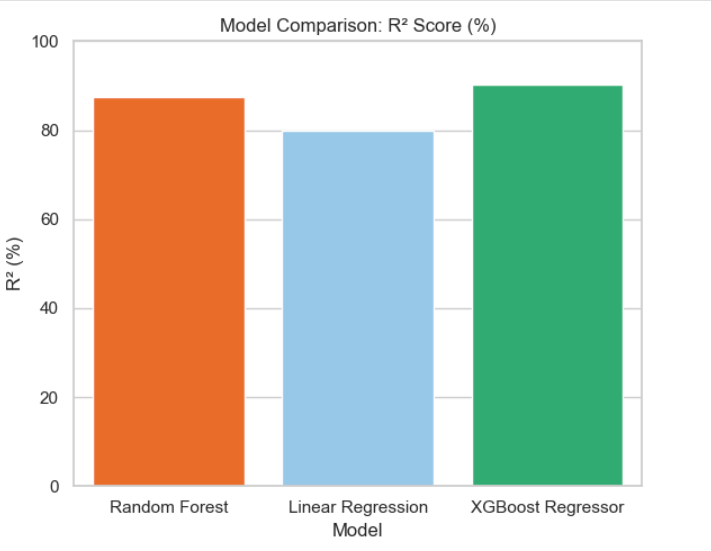 Model Comparison: R² Score (%)
100
80
60
40
20
0
R² (%)
Random Forest
Linear Regression
XGBoost Regressor
Model